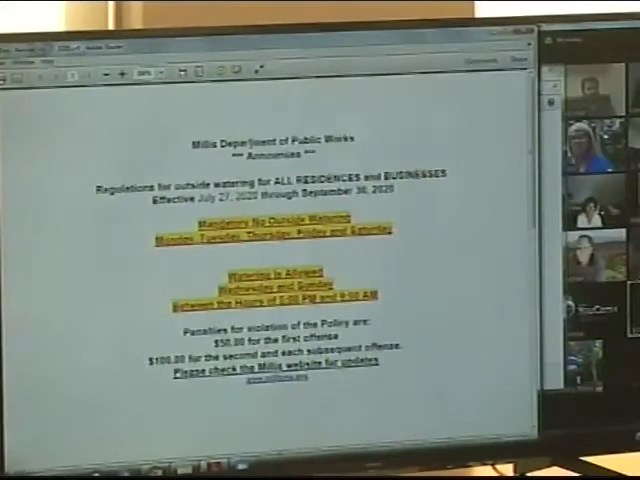 Millis Department of Public Works
*** Announces ***
Regulations for outside watering for ALL RESIDENCES and BUSINESSES
Effective July 27, 2020 through September 30, 2020
Mandatory No Outside Watering
Monday, Tuesday, Thursday, Friday and Saturday
Watering is Allowed
Wednesday and Sunday
Between the Hours of 5:00 PM and 9:00 AM
Penalties for violation of the Policy are:
$50.00 for the first offense
$100.00 for the second and each subsequent offense.
Please check the Millis website for updates